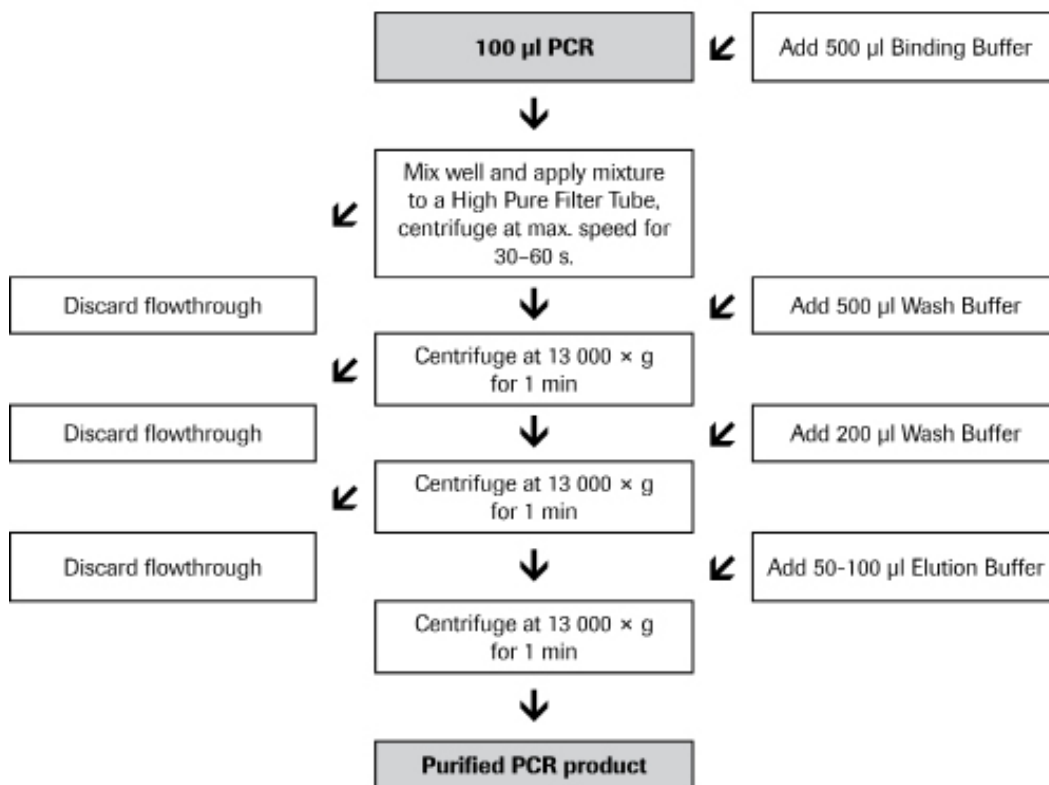 100 µl PCR
Add 500 µl Binding Buffer
Mix well and apply mixture
to a High Pure Filter Tube,
centrifuge at max. speed for
30–60 s.
Discard flowthrough
Add 500 µl Wash Buffer
Centrifuge at 13 000 × g
for 1 min
Discard flowthrough
Add 200 µl Wash Buffer
Centrifuge at 13 000 × g
for 1 min
Discard flowthrough
Add 50-100 µl Elution Buffer
Centrifuge at 13 000 × g
for 1 min
Purified PCR product